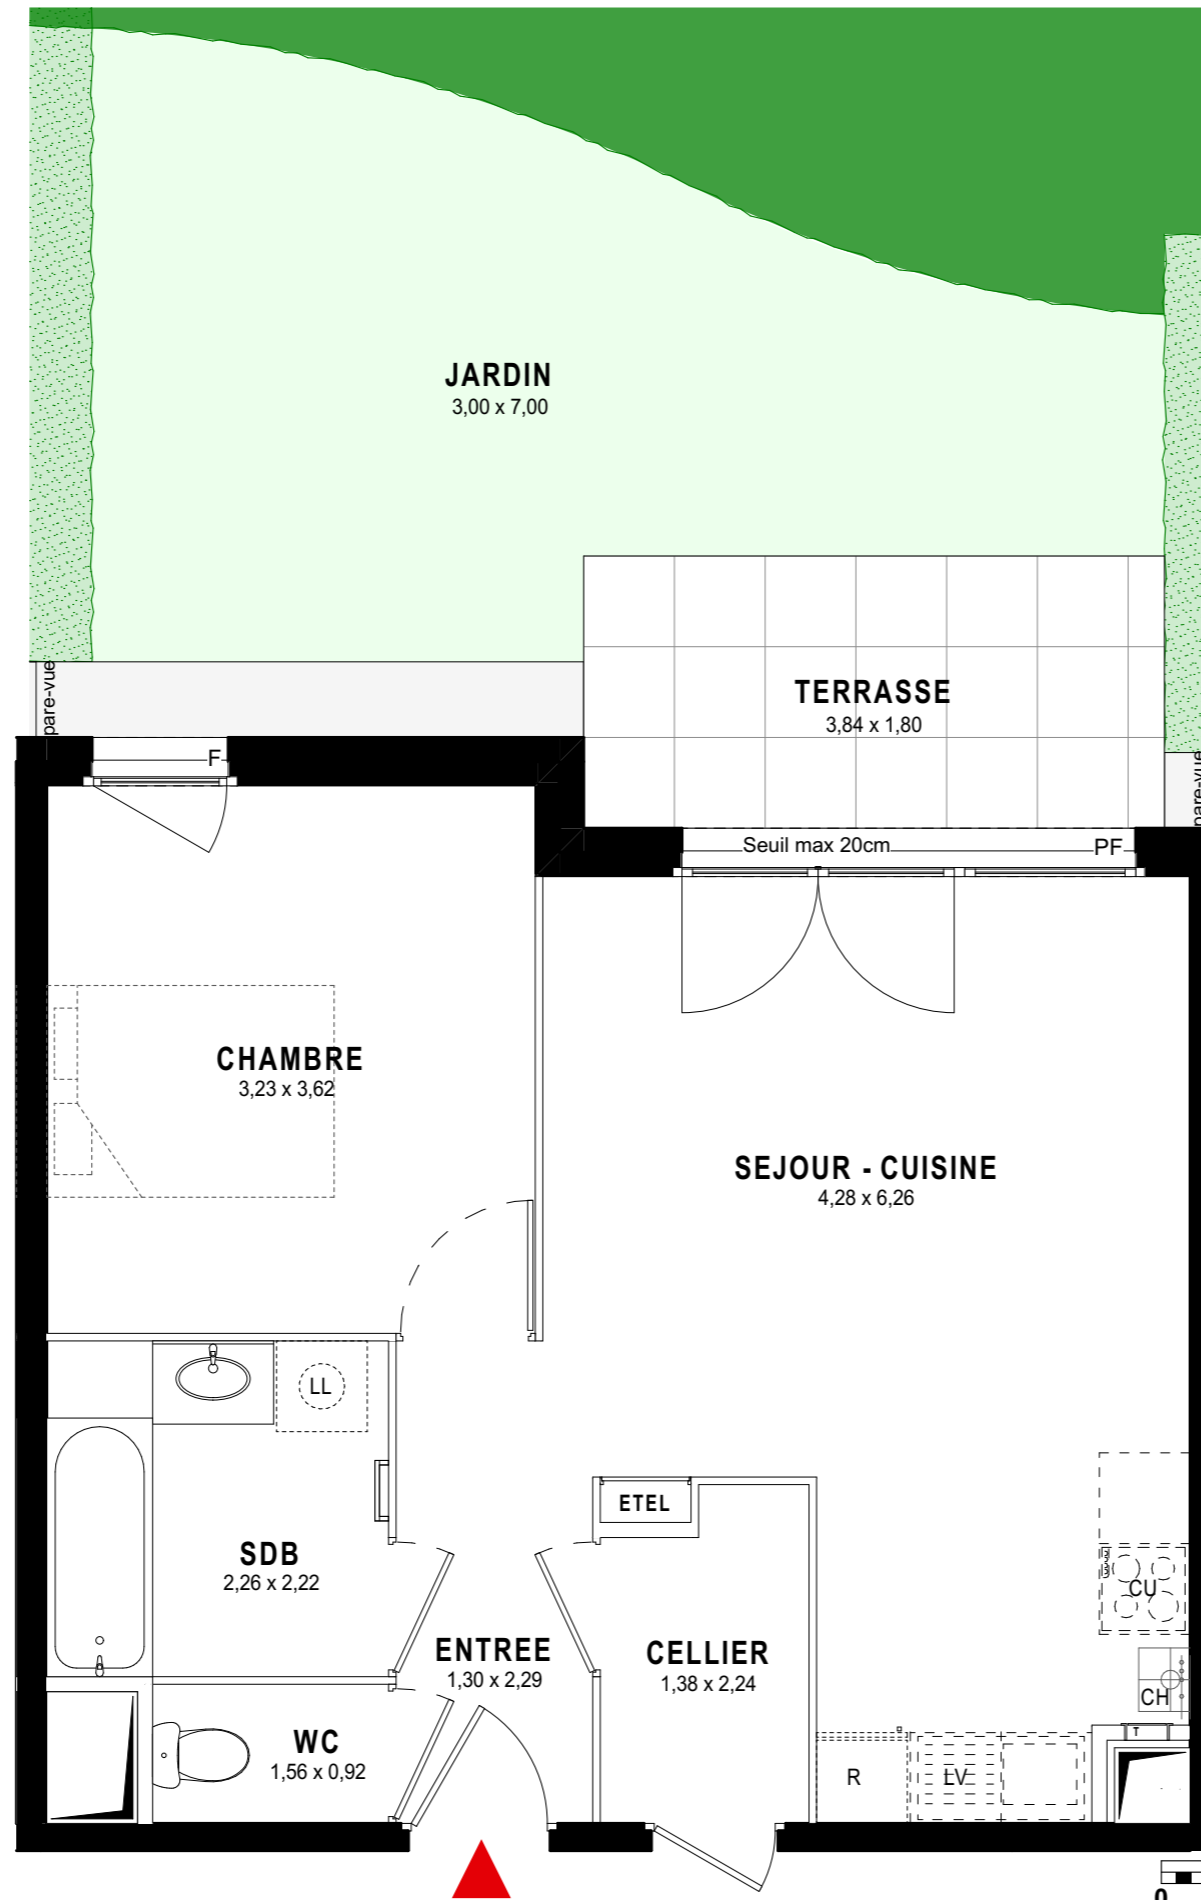 JARDIN
3,00 x 7,00
pare-vue
TERRASSE
3,84 x 1,80
pare-vue
F
Seuil max 20cm
PF
CHAMBRE
3,23 x 3,62
SEJOUR - CUISINE
4,28 x 6,26
LL
ETEL
SDB
2,26 x 2,22
CU
ENTREE
1,30 x 2,29
CELLIER
1,38 x 2,24
CH
T
WC
1,56 x 0,92
R
LV
0